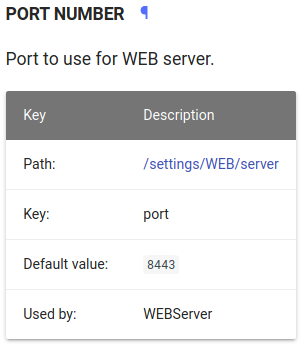 PORT NUMBER ¶
Port to use for WEB server.
Key Description
Path: /settings/WEB/server
Key: port
Default value: 8443
Used by: WEBServer